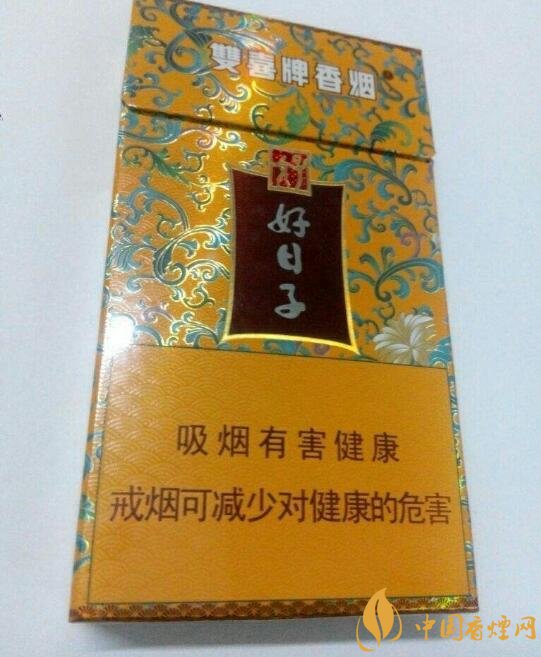 雙喜牌香烟
好日子
吸烟有害健康
戒烟可减少对健康的危害
中国香煙网